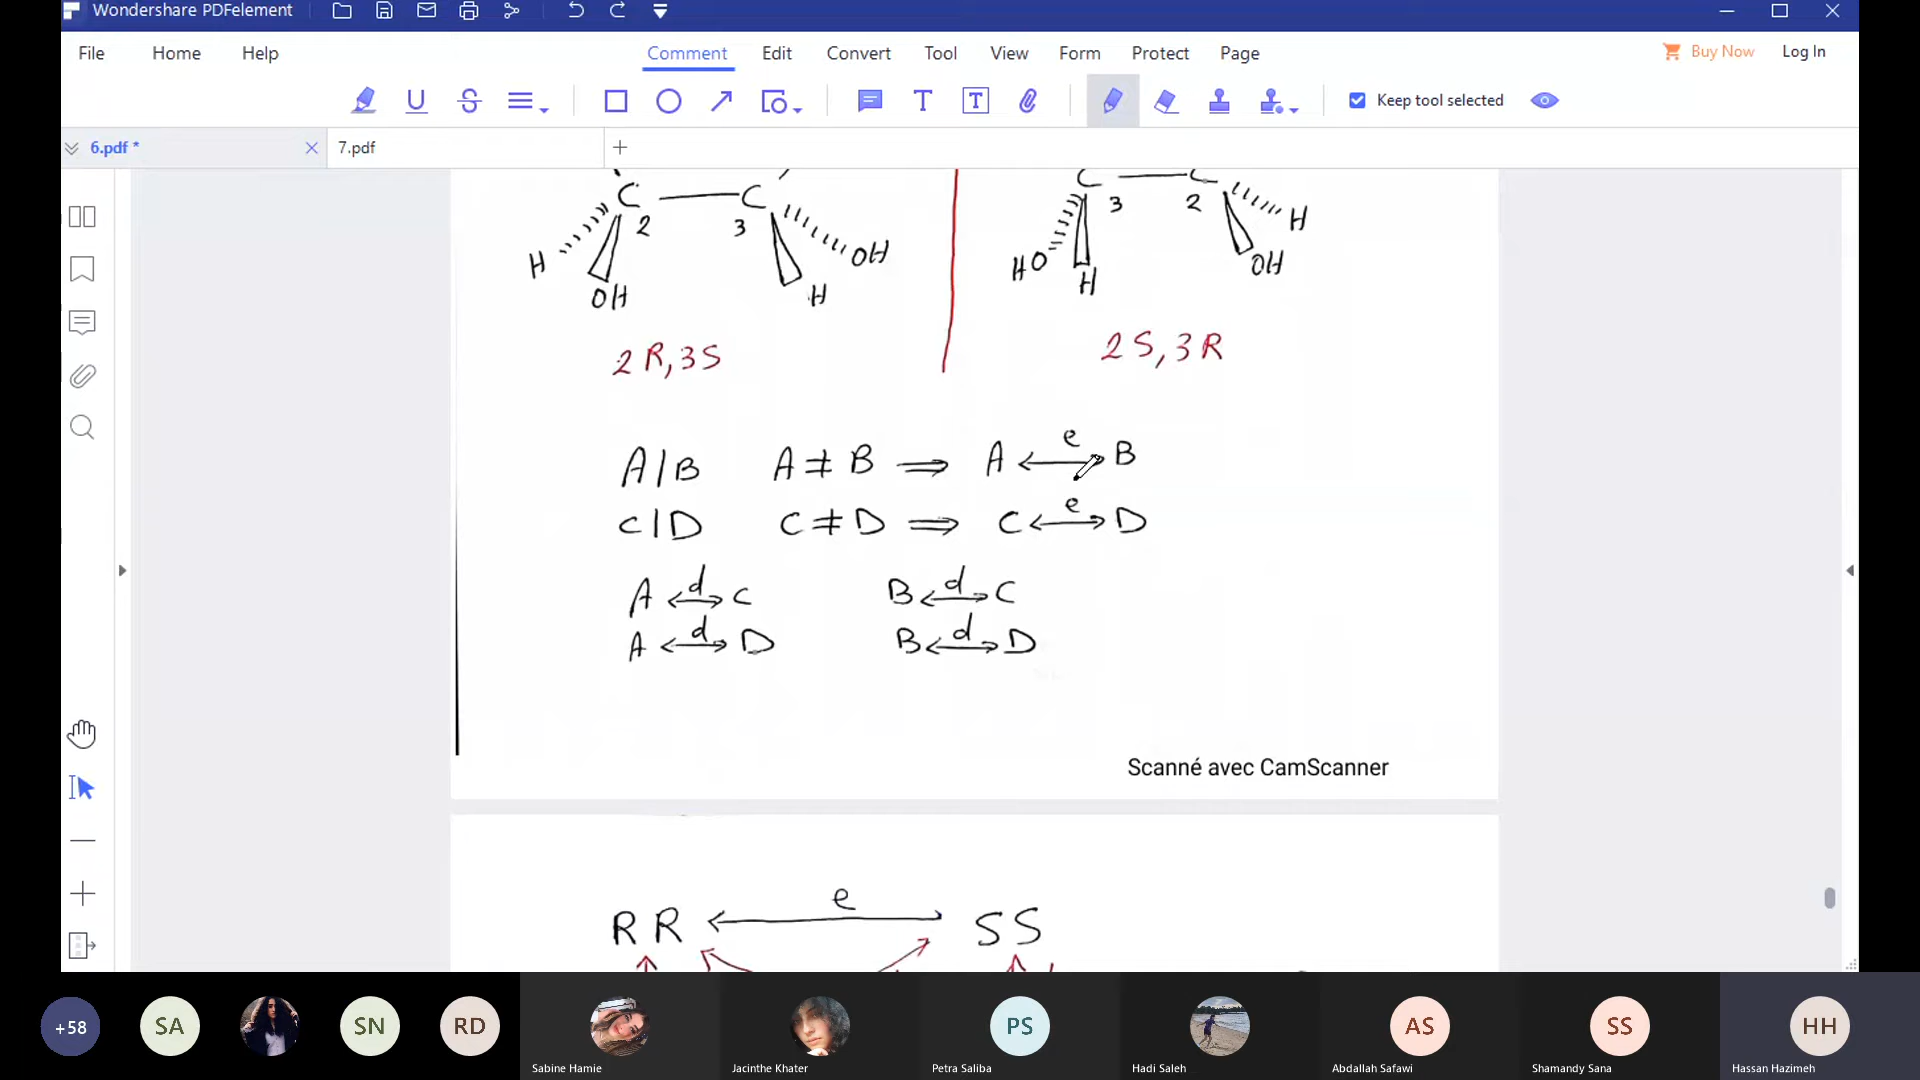 Wondershare PDFelement
File Home Help Comment Edit Convert Tool View Form Protect Page Buy Now Log In
Keep tool selected
6.pdf * 7.pdf
C C
2 3
H OH
OH H
2R,3S
C C
3 2
H
HO OH
H
2S,3R
A/B A ≠ B ⇒ A ⟷ B
e
C/D C ≠ D ⇒ C ⟷ D
e
A ⟷ C B ⟷ C
d d
A ⟷ D B ⟷ D
d d
Scanné avec CamScanner
e
RR ⟷ SS
+58 SA SN RD PS AS SS HH
Sabine Hamie Jacinthe Khater Petra Saliba Hadi Saleh Abdallah Safawi Shamandy Sana Hassan Hazimeh